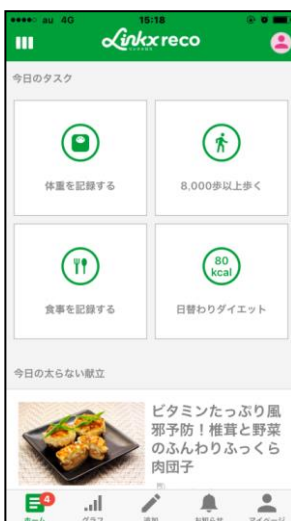 au 4G 15:18
Linkx reco
今日のタスク
体重を記録する
8,000歩以上歩く
食事を記録する
80
kcal
日替わりダイエット
今日の太らない献立
ビタミンたっぷり風
邪予防！椎茸と野菜
のふんわりふっくら
肉団子
4
ホーム グラフ 追加 お知らせ マイページ